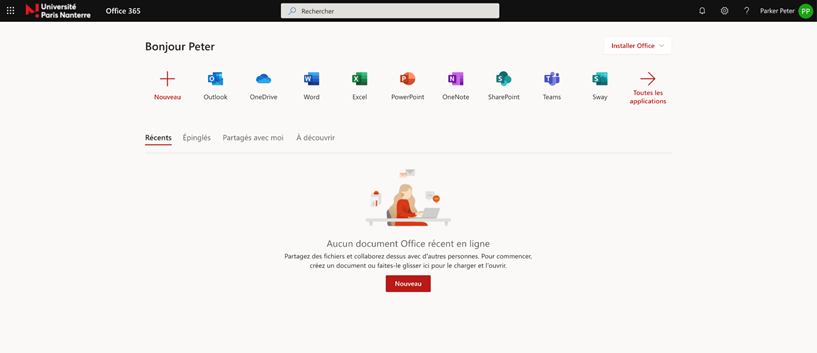 Université
Paris Nanterre
Office 365
Rechercher
?
Parker Peter
PP
Bonjour Peter
Installer Office
Nouveau
Outlook
OneDrive
Word
Excel
PowerPoint
OneNote
SharePoint
Teams
Sway
Toutes les
applications
Récents
Épinglés
Partagés avec moi
À découvrir
Aucun document Office récent en ligne
Partagez des fichiers et collaborez dessus avec d'autres personnes. Pour commencer,
créez un document ou faites-le glisser ici pour le charger et l'ouvrir.
Nouveau